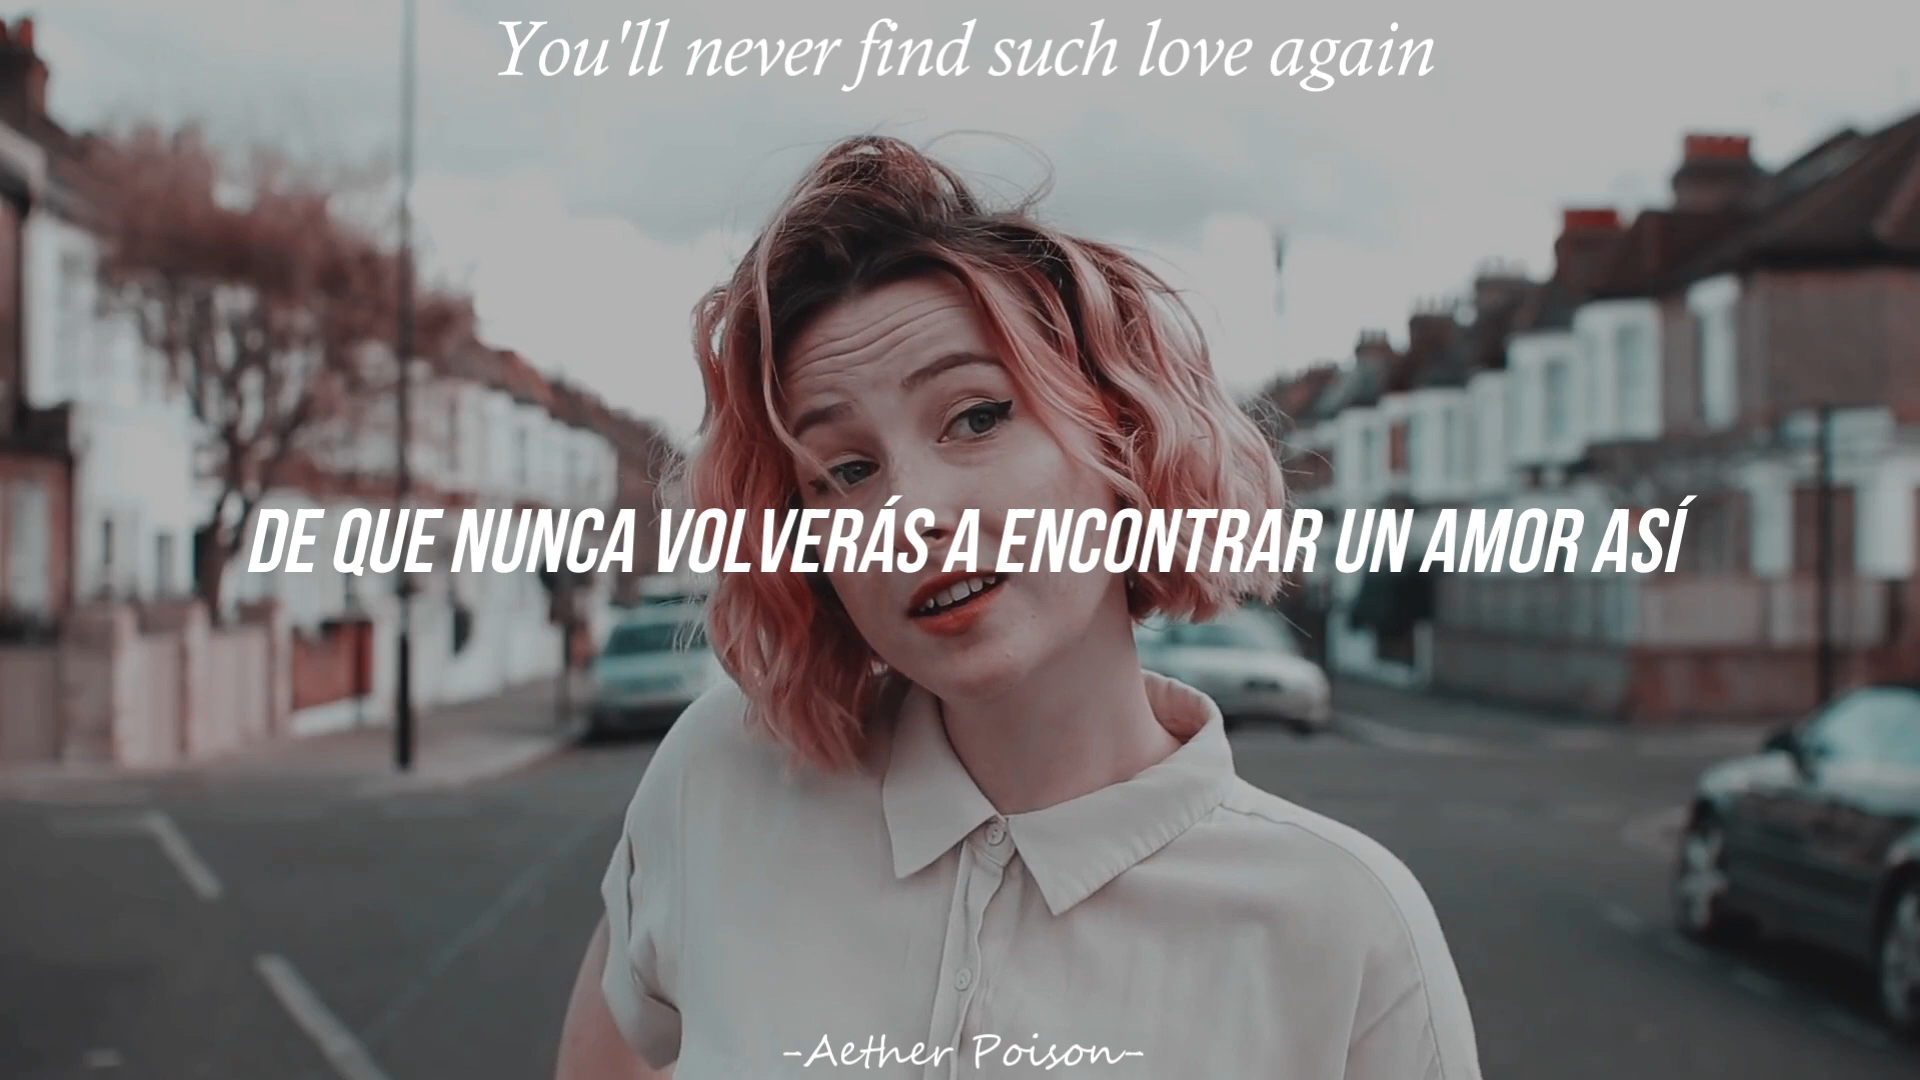 You'll never find such love again
DE QUE NUNCA VOLVERÁS A ENCONTRAR UN AMOR ASÍ
-Aether Poison-